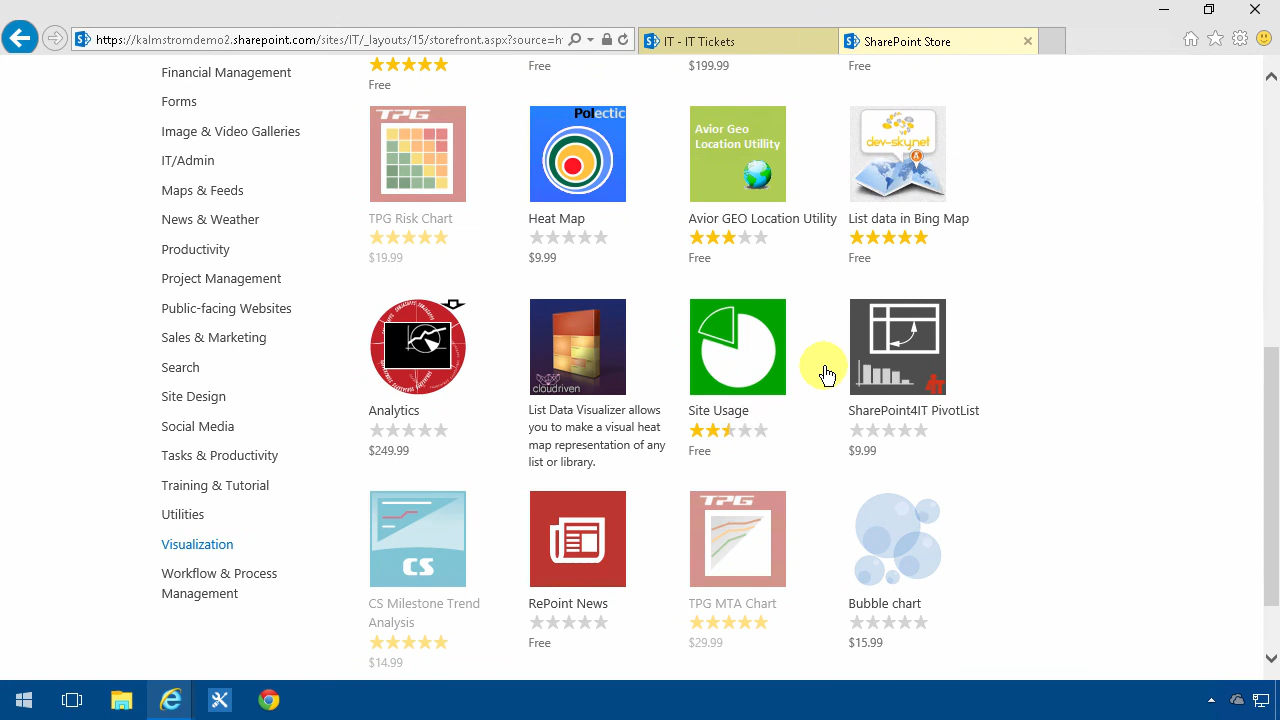 https://kalmstromdemo2.sharepoint.com/sites/IT/_layouts/15/storefront.aspx?source=h
IT - IT Tickets
SharePoint Store
Financial Management
Forms
Image & Video Galleries
IT/Admin
Maps & Feeds
News & Weather
Productivity
Project Management
Public-facing Websites
Sales & Marketing
Search
Site Design
Social Media
Tasks & Productivity
Training & Tutorial
Utilities
Visualization
Workflow & Process
Management
Free
Free
$199.99
Free
TPG
Polectic
Avior Geo
Location Utillity
dev-sky.net
TPG Risk Chart
$19.99
Heat Map
$9.99
Avior GEO Location Utility
Free
List data in Bing Map
Free
cloudriven
Analytics
$249.99
List Data Visualizer allows
you to make a visual heat
map representation of any
list or library.
Site Usage
Free
SharePoint4IT PivotList
$9.99
CS
TPG
CS Milestone Trend
Analysis
$14.99
RePoint News
Free
TPG MTA Chart
$29.99
Bubble chart
$15.99